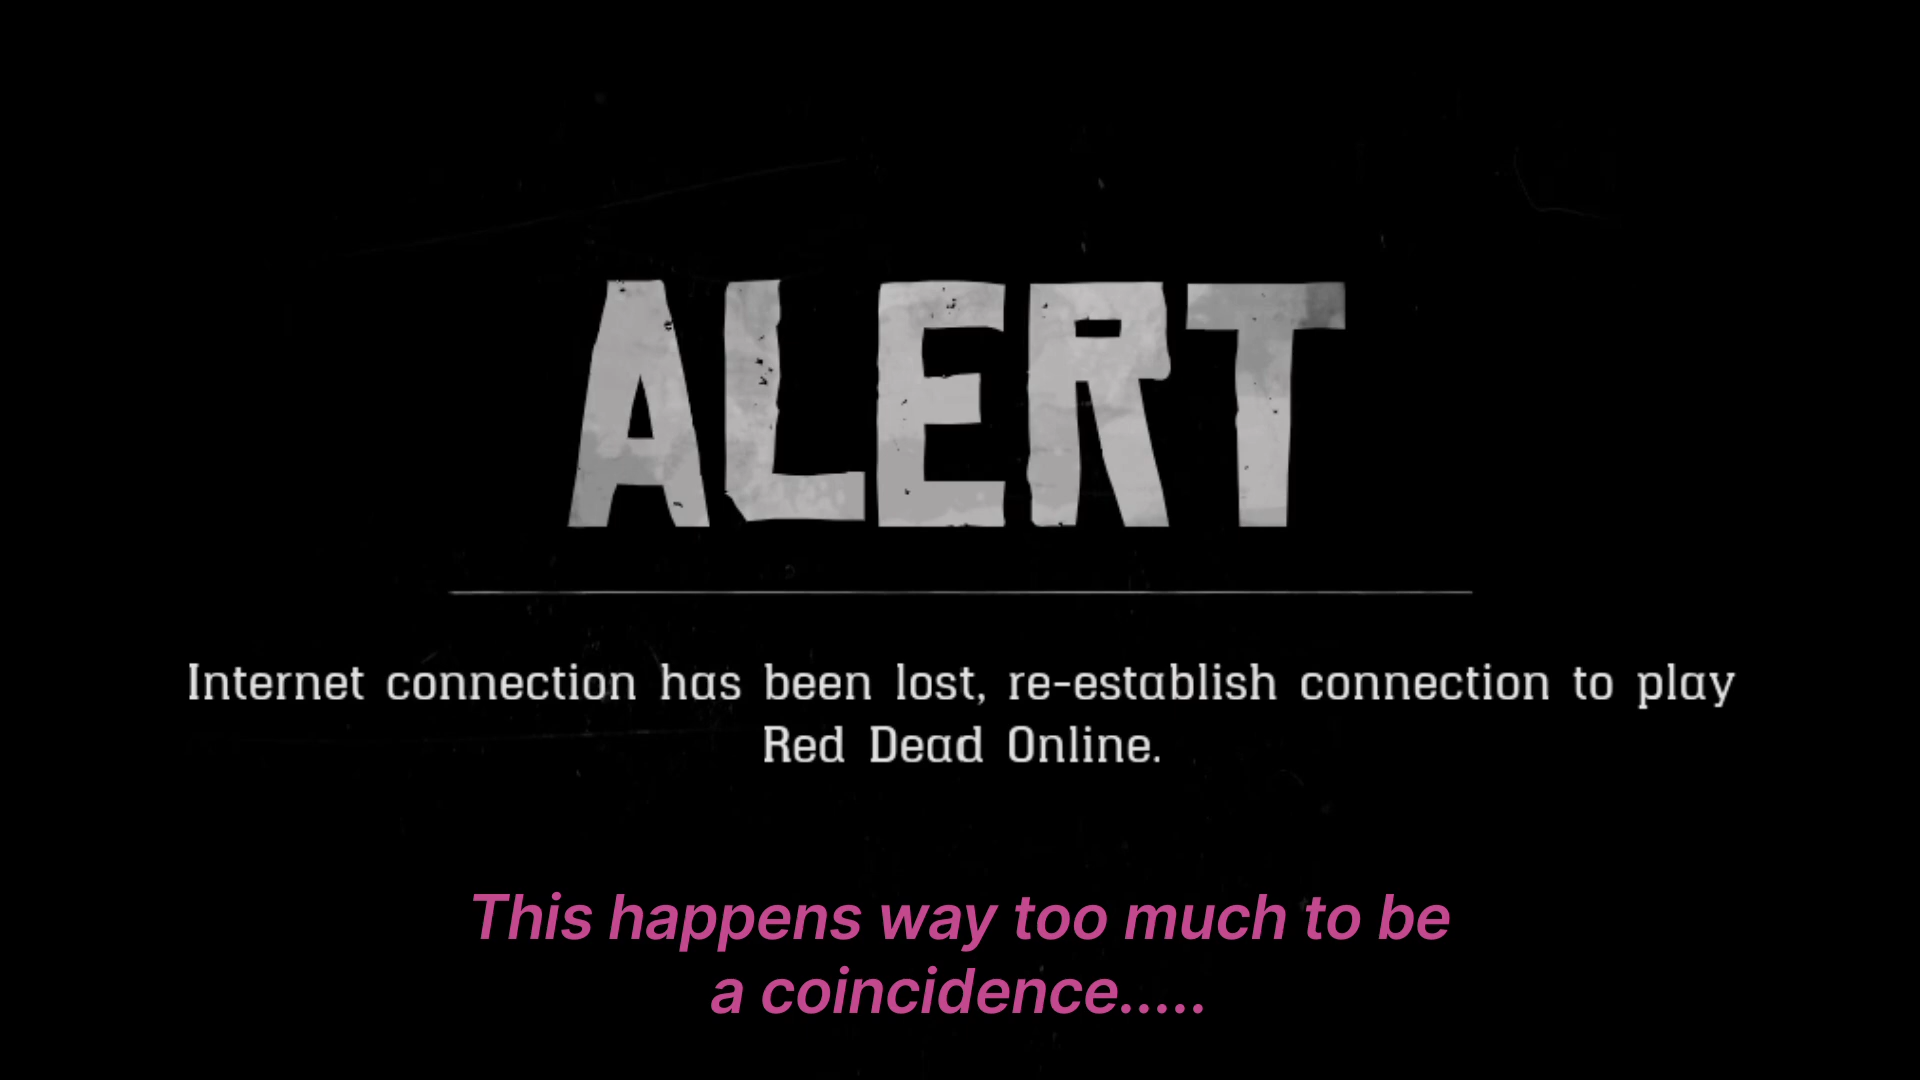 ALERT
Internet connection has been lost, re-establish connection to play
Red Dead Online.
This happens way too much to be
a coincidence.....